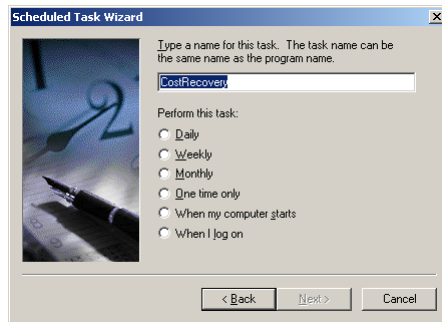 Scheduled Task Wizard
Type a name for this task. The task name can be
the same name as the program name.
CostRecovery
Perform this task:
Daily
Weekly
Monthly
One time only
When my computer starts
When I log on
< Back
Next >
Cancel